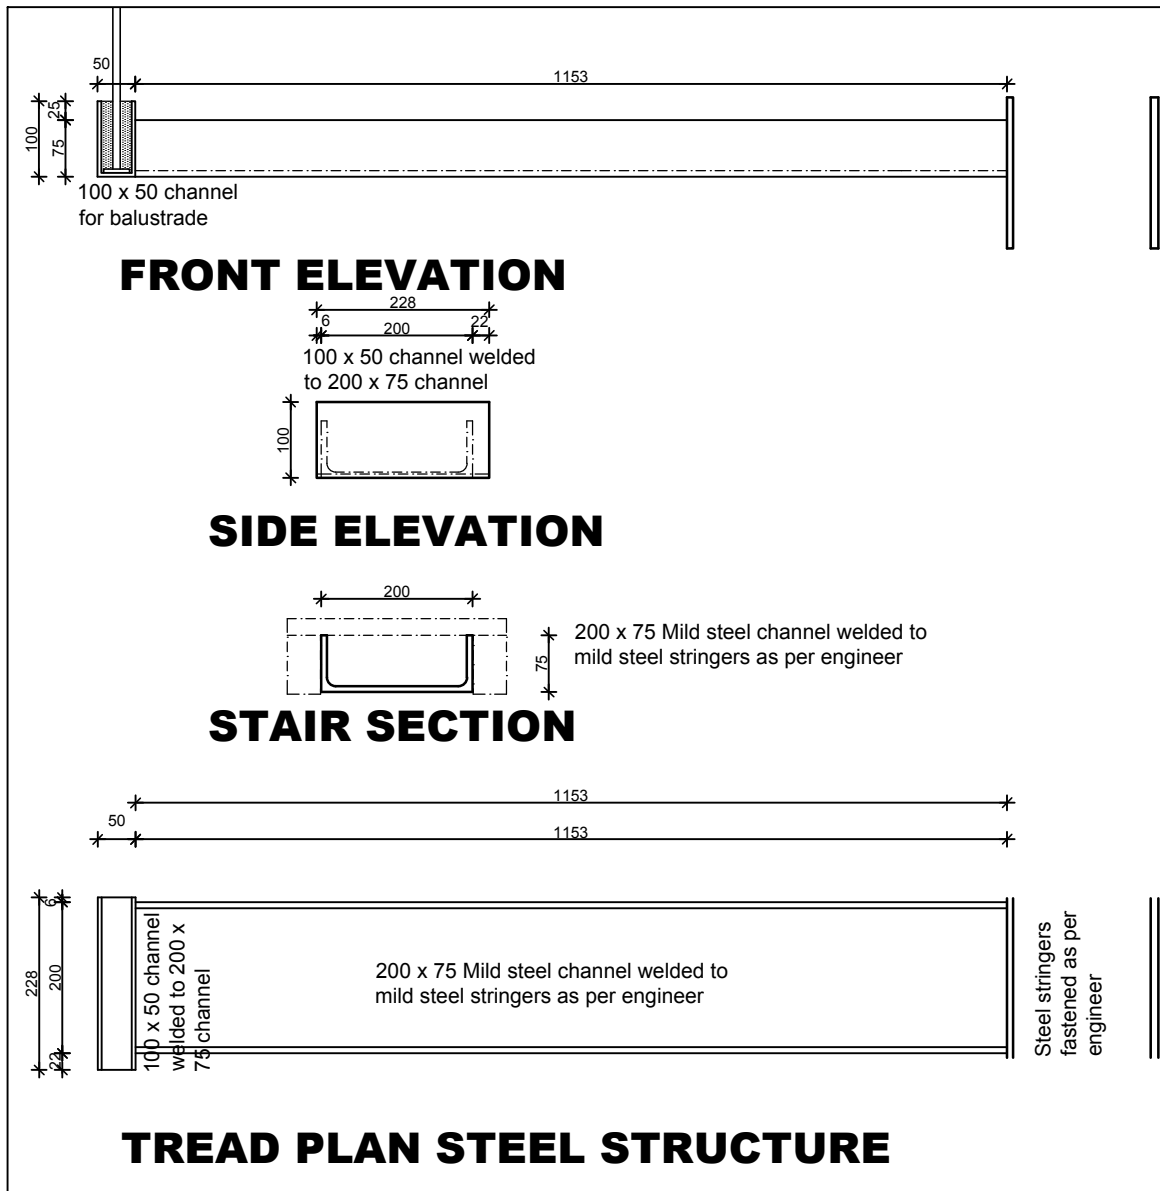 50
1153
25
100
75
100 x 50 channel
for balustrade
FRONT ELEVATION
228
6
200
22
100 x 50 channel welded
to 200 x 75 channel
100
SIDE ELEVATION
200
75
200 x 75 Mild steel channel welded to
mild steel stringers as per engineer
STAIR SECTION
1153
50
1153
6
228
200
22
100 x 50 channel
welded to 200 x
75 channel
200 x 75 Mild steel channel welded to
mild steel stringers as per engineer
Steel stringers
fastened as per
engineer
TREAD PLAN STEEL STRUCTURE